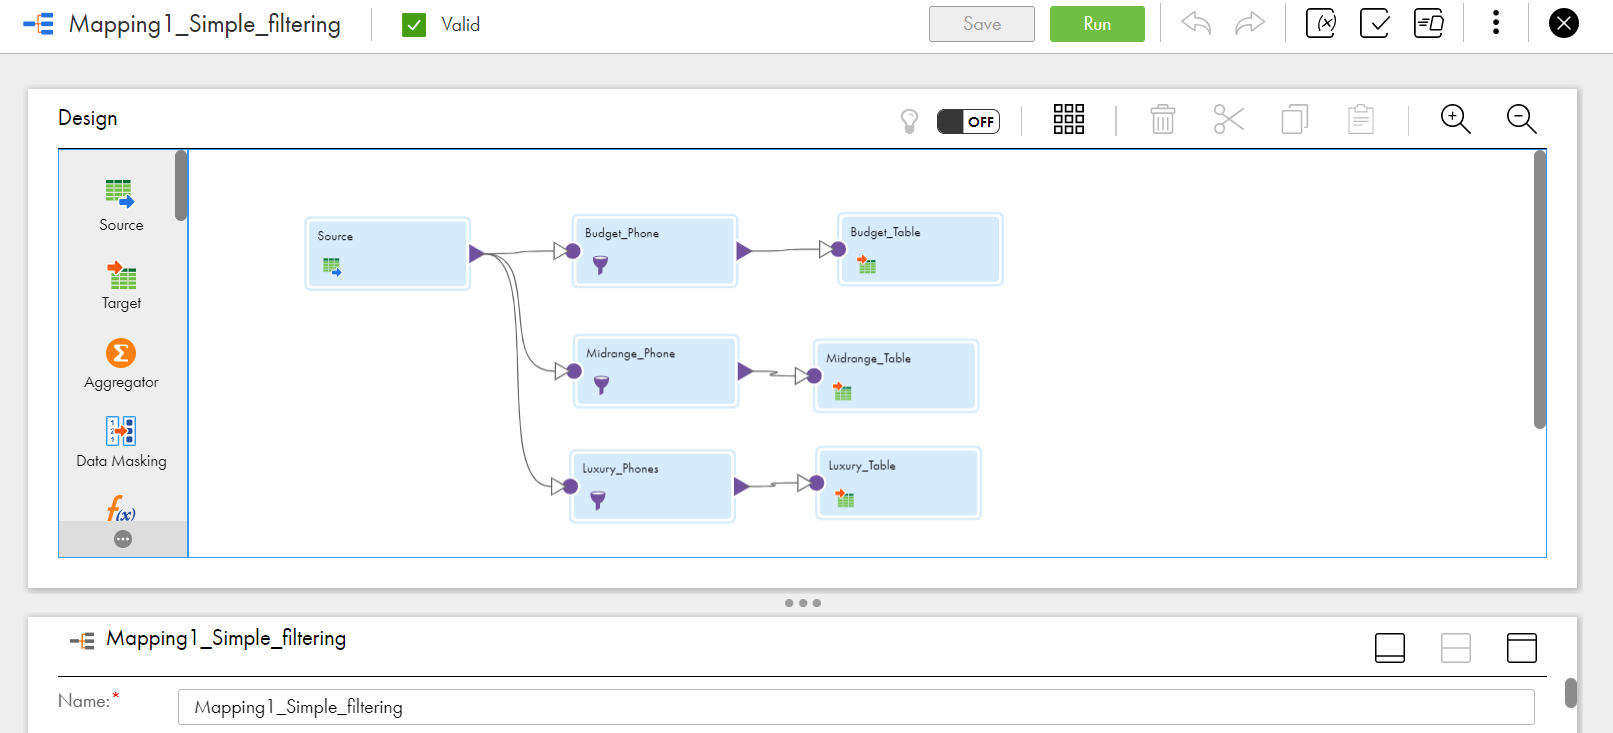 Mapping1_Simple_filtering
Valid
Save
Run
Design
OFF
Source
Target
Aggregator
Data Masking
f(x)
Source
Budget_Phone
Budget_Table
Midrange_Phone
Midrange_Table
Luxury_Phones
Luxury_Table
Mapping1_Simple_filtering
Name:*
Mapping1_Simple_filtering